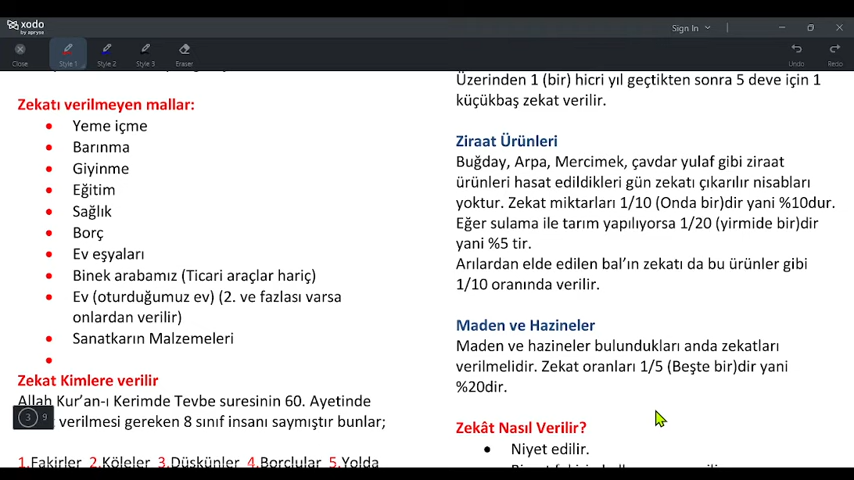 xodo
by apryse
Sign In
Close
Style 1
Style 2
Style 3
Eraser
Undo
Redo
Zekatı verilmeyen mallar:
• Yeme içme
• Barınma
• Giyinme
• Eğitim
• Sağlık
• Borç
• Ev eşyaları
• Binek arabamız (Ticari araçlar hariç)
• Ev (oturduğumuz ev) (2. ve fazlası varsa
onlardan verilir)
• Sanatkarın Malzemeleri
•
Zekat Kimlere verilir
Allah Kur’an-ı Kerimde Tevbe suresinin 60. Ayetinde
verilmesi gereken 8 sınıf insanı saymıştır bunlar;
1.Fakirler 2.Köleler 3.Düşkünler 4.Borçlular 5.Yolda
3 9
Üzerinden 1 (bir) hicri yıl geçtikten sonra 5 deve için 1
küçükbaş zekat verilir.
Ziraat Ürünleri
Buğday, Arpa, Mercimek, çavdar yulaf gibi ziraat
ürünleri hasat edildikleri gün zekatı çıkarılır nisabları
yoktur. Zekat miktarları 1/10 (Onda bir)dir yani %10dur.
Eğer sulama ile tarım yapılıyorsa 1/20 (yirmide bir)dir
yani %5 tir.
Arılardan elde edilen bal’ın zekatı da bu ürünler gibi
1/10 oranında verilir.
Maden ve Hazineler
Maden ve hazineler bulundukları anda zekatları
verilmelidir. Zekat oranları 1/5 (Beşte bir)dir yani
%20dir.
Zekât Nasıl Verilir?
• Niyet edilir.